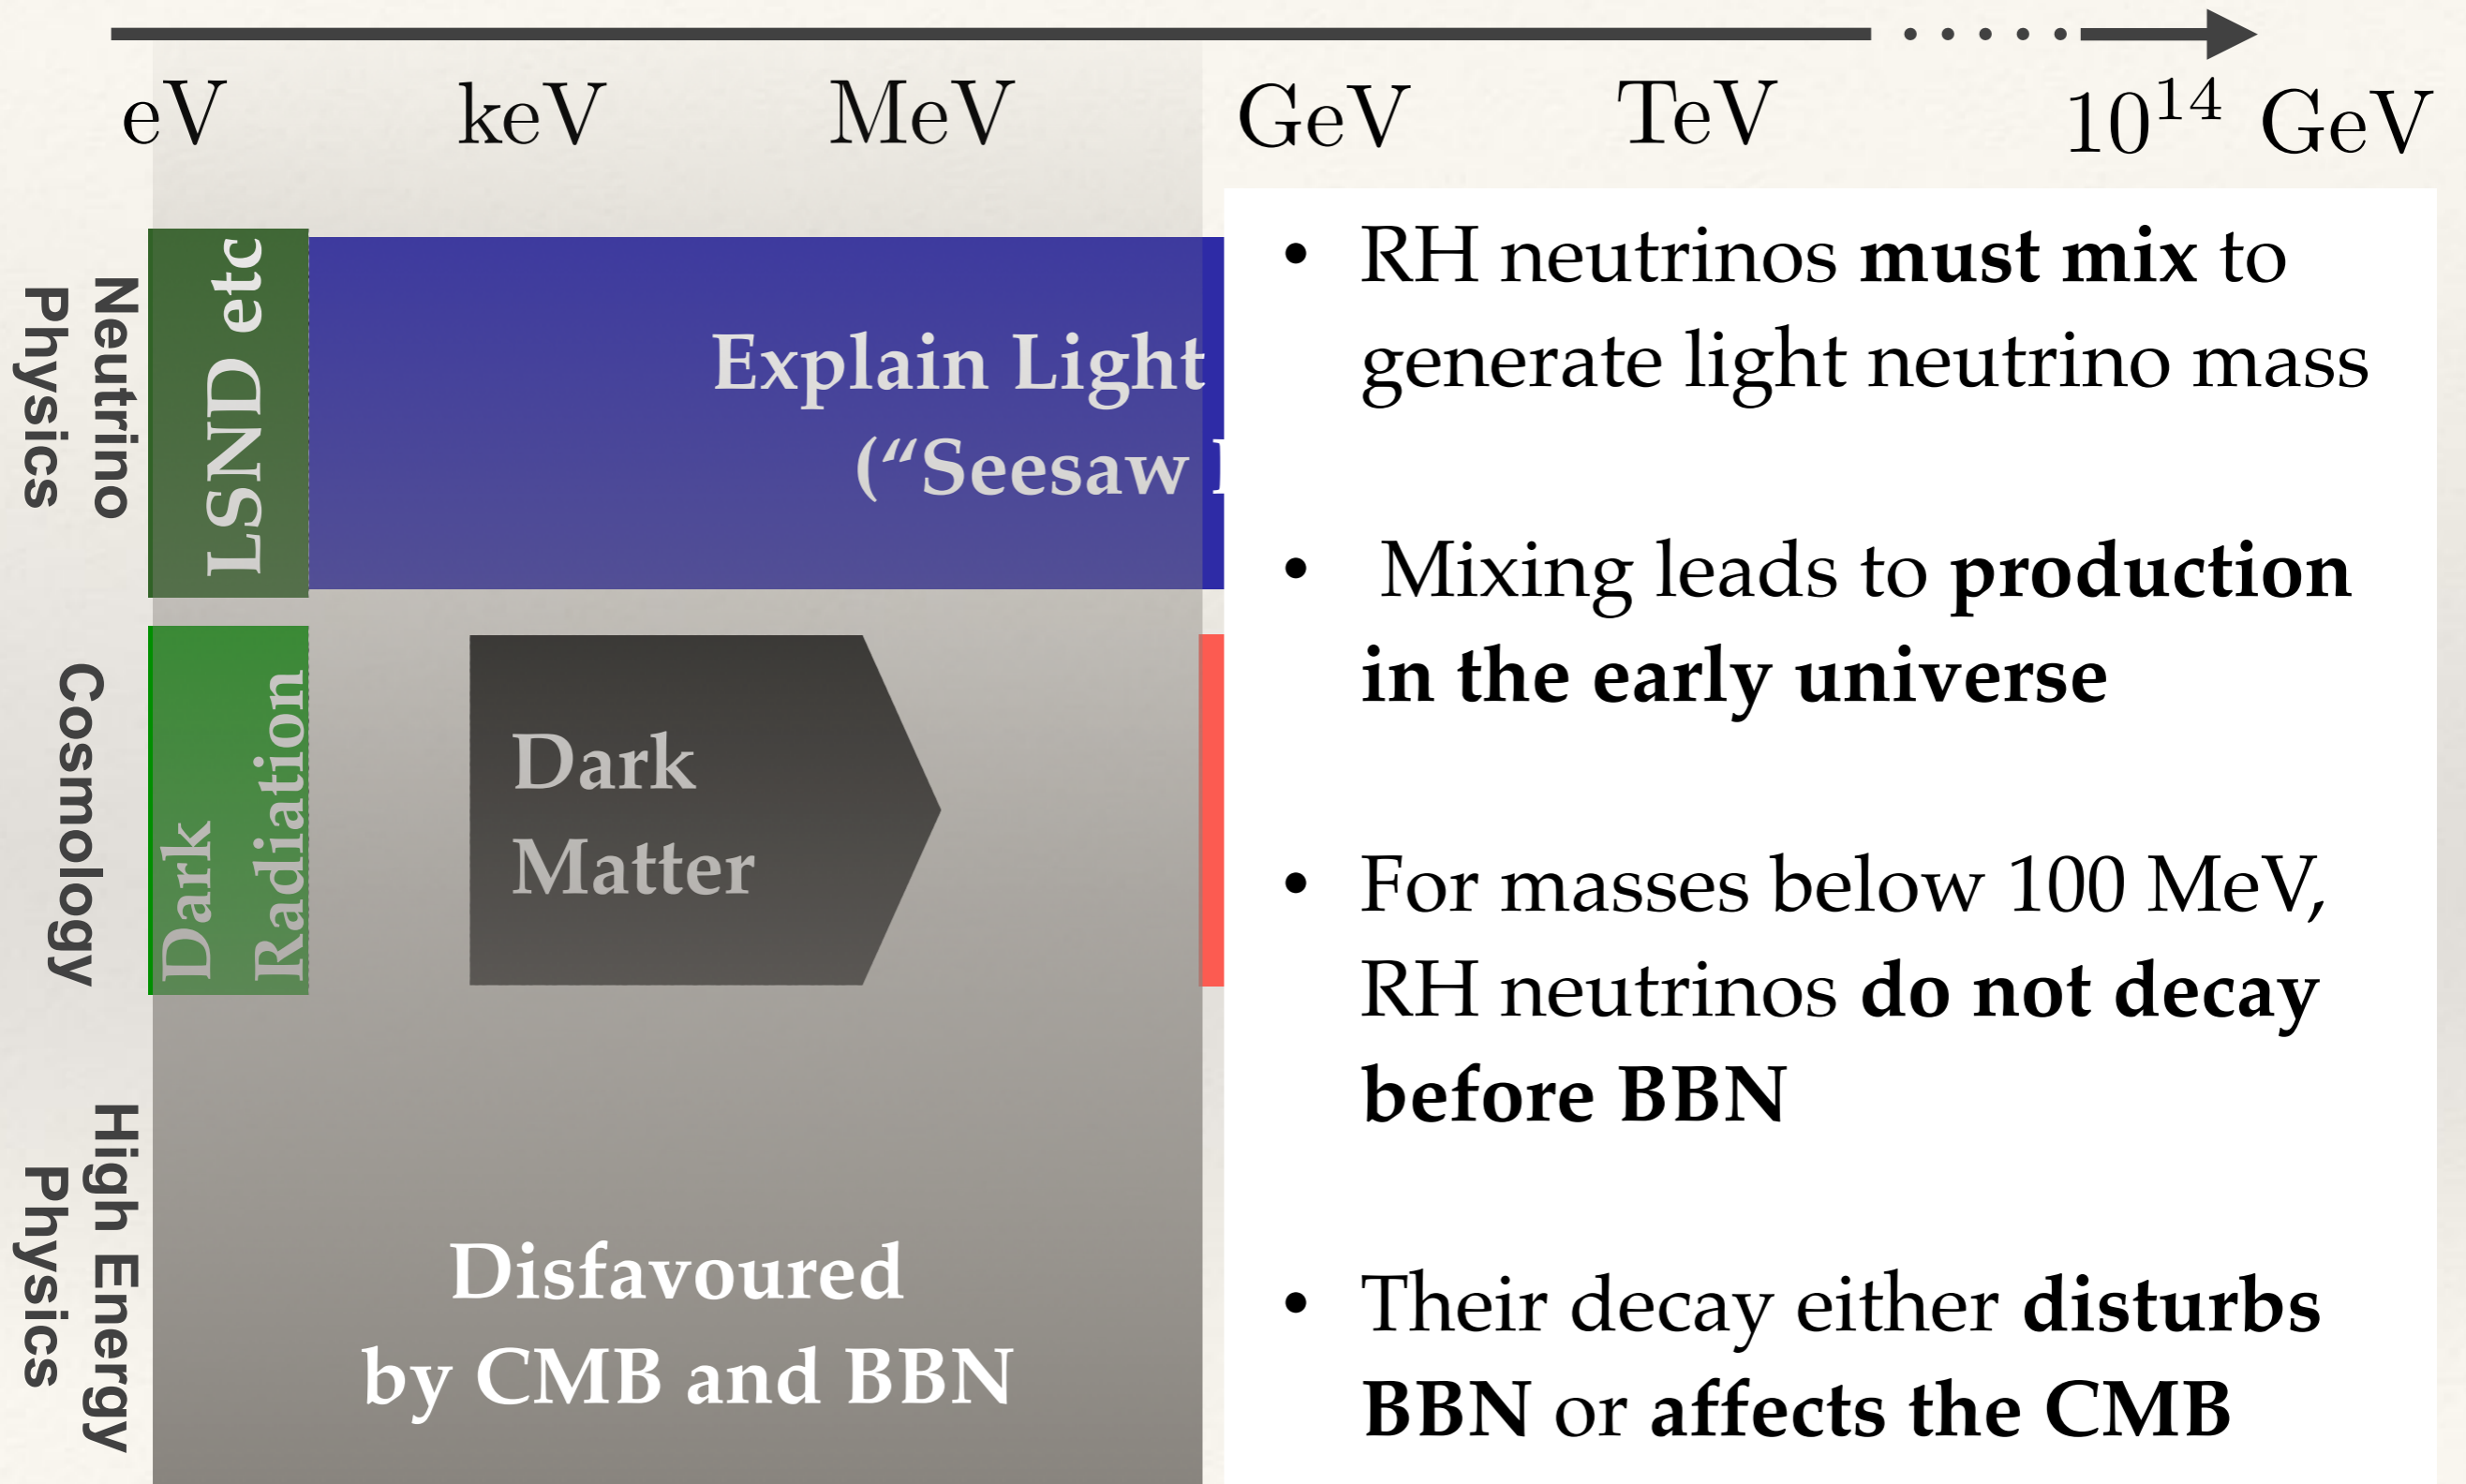 eV keV MeV GeV TeV 10¹⁴ GeV
Neutrino
Physics
LSND etc
Explain Light
(“Seesaw
Cosmology
Dark
Radiation
Dark
Matter
High Energy
Physics
Disfavoured
by CMB and BBN
• RH neutrinos must mix to
generate light neutrino mass
• Mixing leads to production
in the early universe
• For masses below 100 MeV,
RH neutrinos do not decay
before BBN
• Their decay either disturbs
BBN or affects the CMB